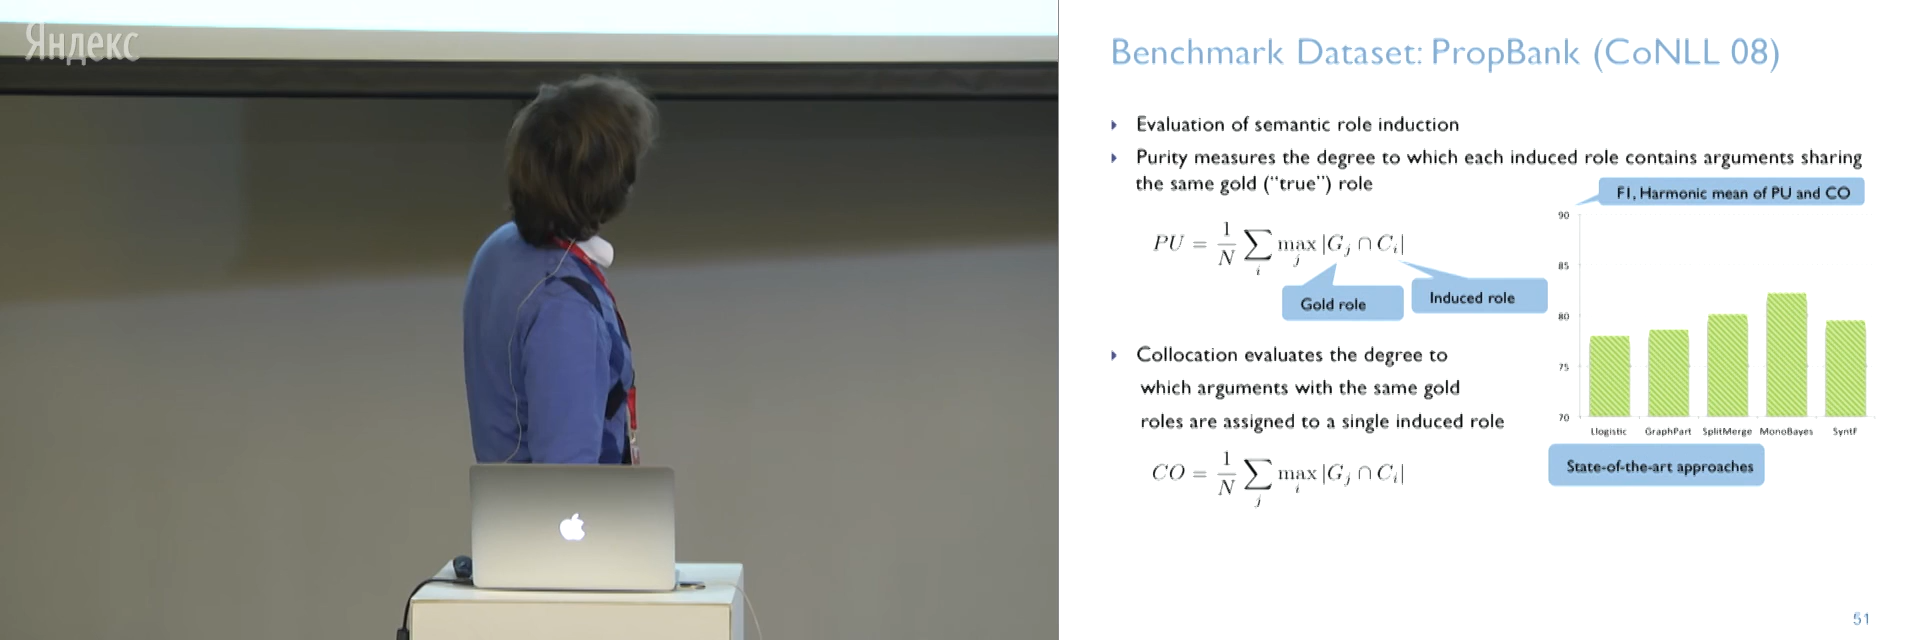 Яндекс
Benchmark Dataset: PropBank (CoNLL 08)
Evaluation of semantic role induction
Purity measures the degree to which each induced role contains arguments sharing
the same gold ("true") role
F1, Harmonic mean of PU and CO
PU = 1/N ∑_i max_j |G_j ∩ C_i|
Gold role
Induced role
Collocation evaluates the degree to
which arguments with the same gold
roles are assigned to a single induced role
CO = 1/N ∑_j max_i |G_j ∩ C_i|
90
85
80
75
70
Llogistic GraphPart SplitMerge MonoBayes SyntF
State-of-the-art approaches
51